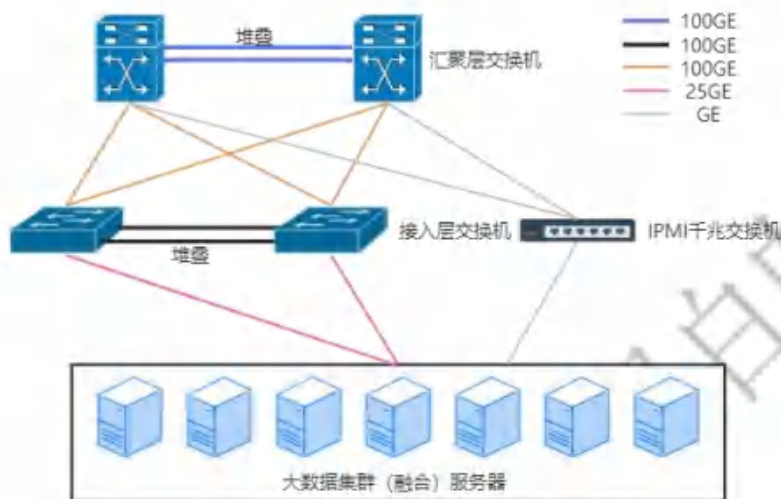 堆叠
100GE
100GE
100GE
25GE
GE
汇聚层交换机
接入层交换机
IPMI千兆交换机
堆叠
大数据集群（融合）服务器